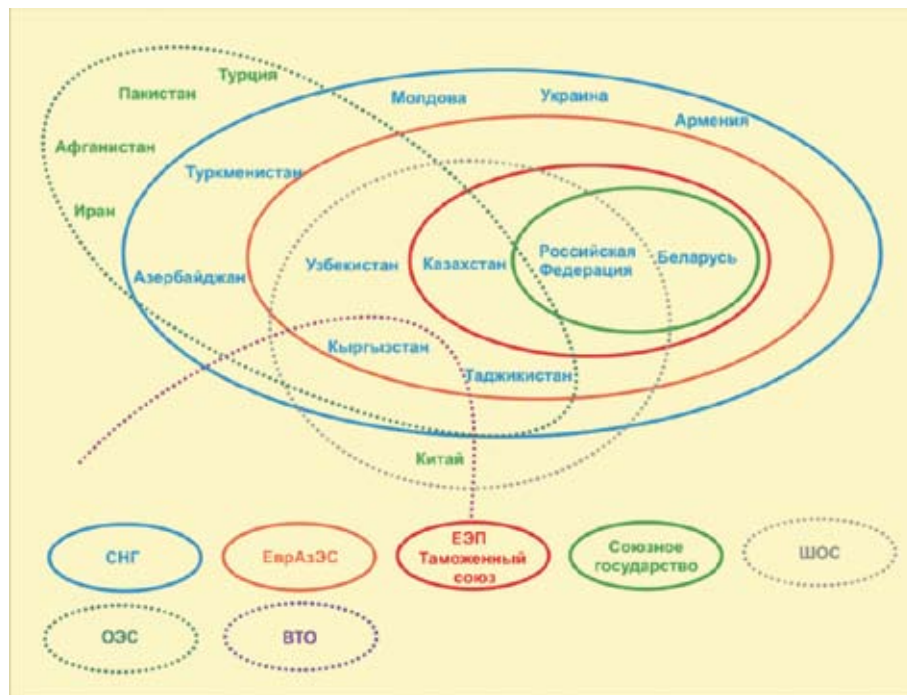 Турция
Пакистан
Молдова
Украина
Армения
Афганистан
Туркменистан
Иран
Российская
Федерация
Беларусь
Узбекистан
Казахстан
Азербайджан
Кыргызстан
Таджикистан
Китай
СНГ
ЕврАзЭС
ЕЭП
Таможенный
союз
Союзное
государство
ШОС
ОЭС
ВТО